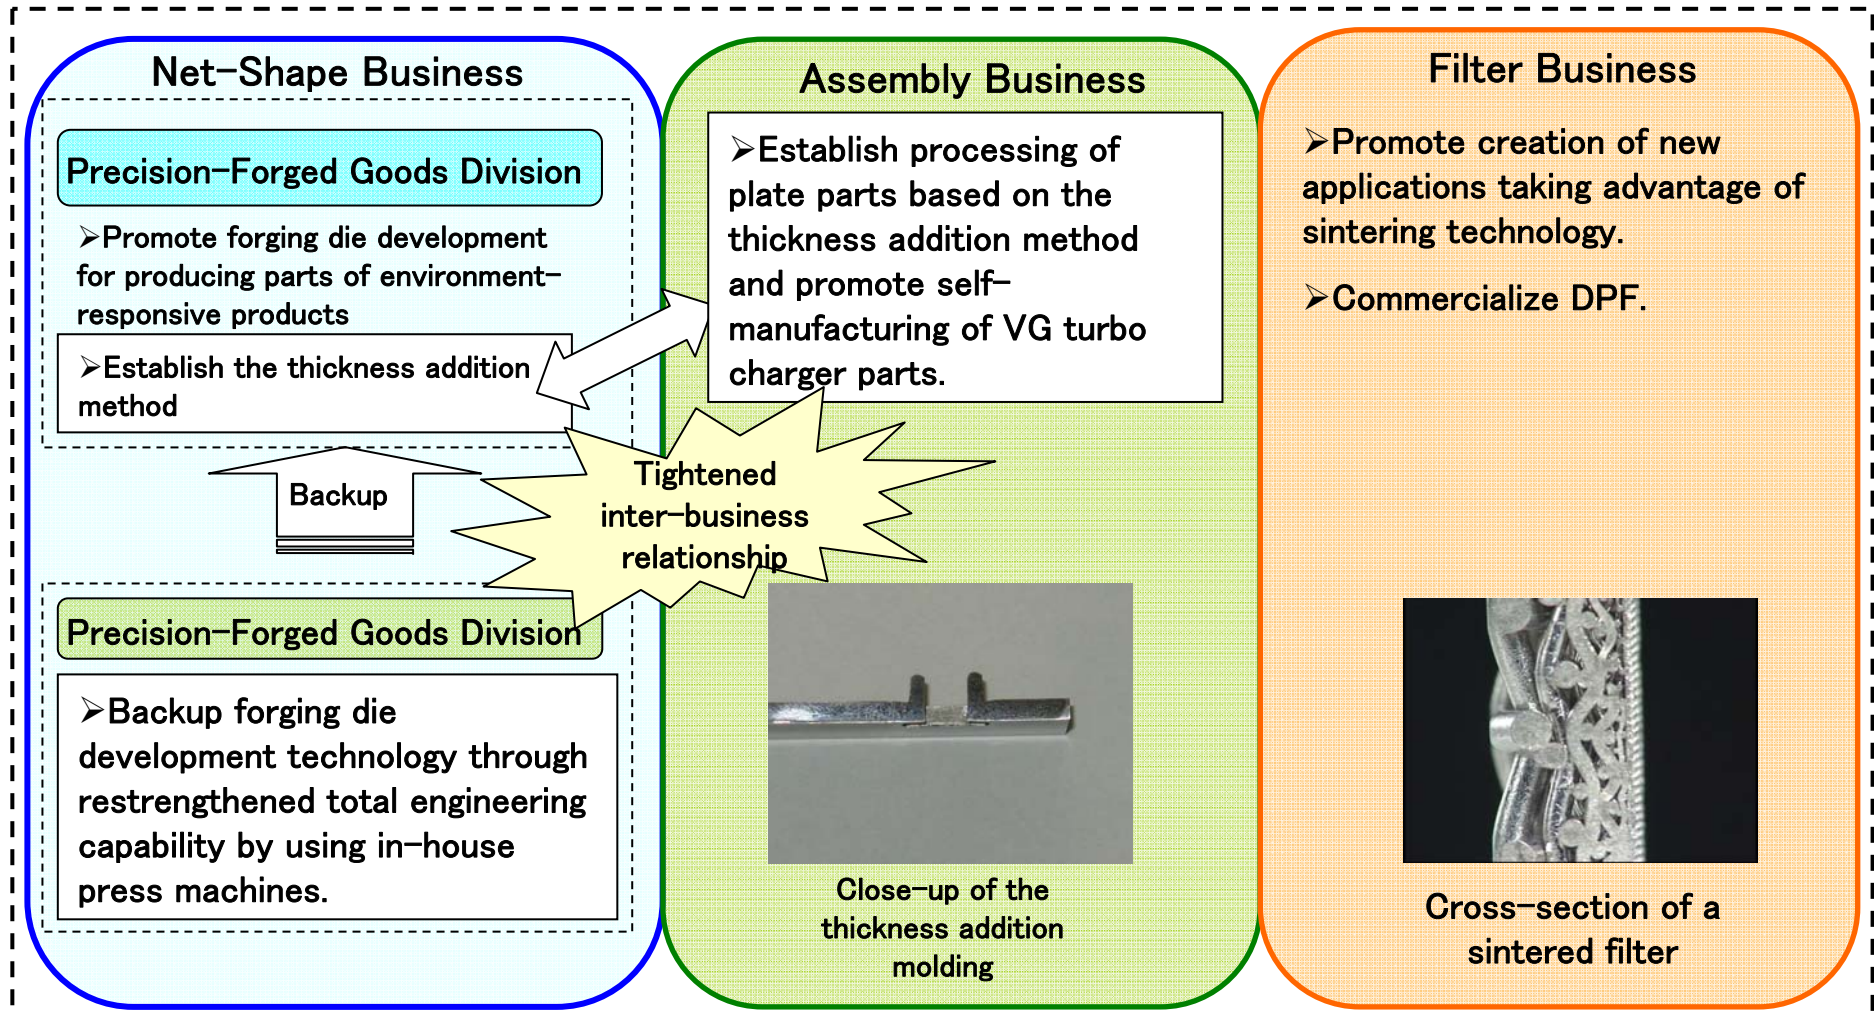 Net-Shape Business
Precision-Forged Goods Division
➢Promote forging die development
for producing parts of environment-
responsive products
➢Establish the thickness addition
method
Backup
Precision-Forged Goods Division
➢Backup forging die
development technology through
restrengthened total engineering
capability by using in-house
press machines.
Tightened
inter-business
relationship
Assembly Business
➢Establish processing of
plate parts based on the
thickness addition method
and promote self-
manufacturing of VG turbo
charger parts.
Close-up of the
thickness addition
molding
Filter Business
➢Promote creation of new
applications taking advantage of
sintering technology.
➢Commercialize DPF.
Cross-section of a
sintered filter